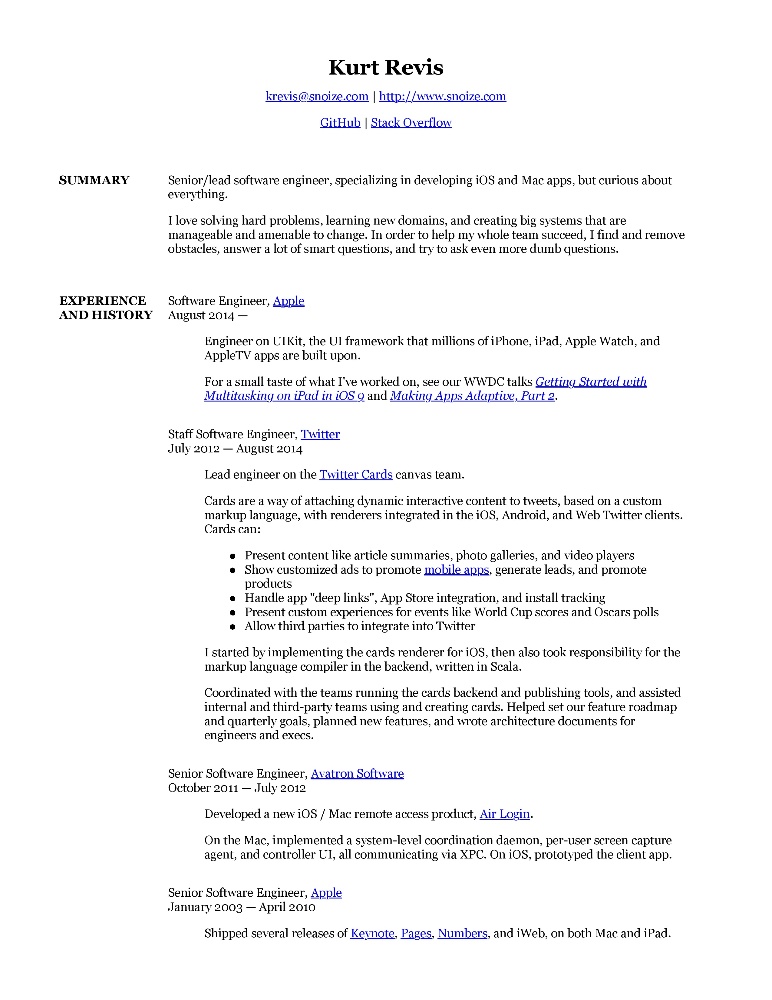 Kurt Revis
krevis@snoize.com | http://www.snoize.com
GitHub | Stack Overflow
SUMMARY
Senior/lead software engineer, specializing in developing iOS and Mac apps, but curious about
everything.
I love solving hard problems, learning new domains, and creating big systems that are
manageable and amenable to change. In order to help my whole team succeed, I find and remove
obstacles, answer a lot of smart questions, and try to ask even more dumb questions.
EXPERIENCE
AND HISTORY
Software Engineer, Apple
August 2014 —
Engineer on UIKit, the UI framework that millions of iPhone, iPad, Apple Watch, and
AppleTV apps are built upon.
For a small taste of what I've worked on, see our WWDC talks Getting Started with
Multitasking on iPad in iOS 9 and Making Apps Adaptive, Part 2.
Staff Software Engineer, Twitter
July 2012 — August 2014
Lead engineer on the Twitter Cards canvas team.
Cards are a way of attaching dynamic interactive content to tweets, based on a custom
markup language, with renderers integrated in the iOS, Android, and Web Twitter clients.
Cards can:
● Present content like article summaries, photo galleries, and video players
● Show customized ads to promote mobile apps, generate leads, and promote
products
● Handle app "deep links", App Store integration, and install tracking
● Present custom experiences for events like World Cup scores and Oscars polls
● Allow third parties to integrate into Twitter
I started by implementing the cards renderer for iOS, then also took responsibility for the
markup language compiler in the backend, written in Scala.
Coordinated with the teams running the cards backend and publishing tools, and assisted
internal and third-party teams using and creating cards. Helped set our feature roadmap
and quarterly goals, planned new features, and wrote architecture documents for
engineers and execs.
Senior Software Engineer, Avatron Software
October 2011 — July 2012
Developed a new iOS / Mac remote access product, Air Login.
On the Mac, implemented a system-level coordination daemon, per-user screen capture
agent, and controller UI, all communicating via XPC. On iOS, prototyped the client app.
Senior Software Engineer, Apple
January 2003 — April 2010
Shipped several releases of Keynote, Pages, Numbers, and iWeb, on both Mac and iPad.